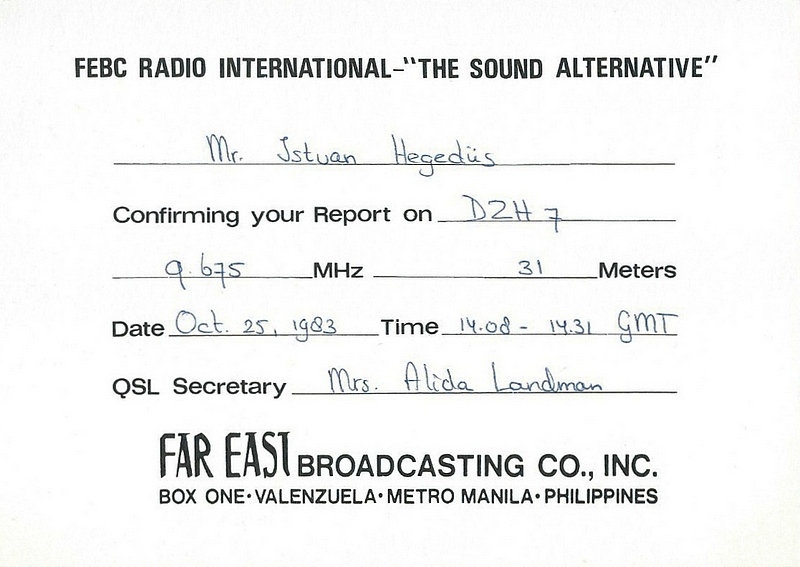 FEBC RADIO INTERNATIONAL-"THE SOUND ALTERNATIVE"
Mr. Istvan Hegedüs
Confirming your Report on DZH 7
9.675 MHz 31 Meters
Date Oct. 25, 1983 Time 14.08 - 14.31 GMT
QSL Secretary Mrs. Alida Landman
FAR EAST BROADCASTING CO., INC.
BOX ONE·VALENZUELA·METRO MANILA·PHILIPPINES